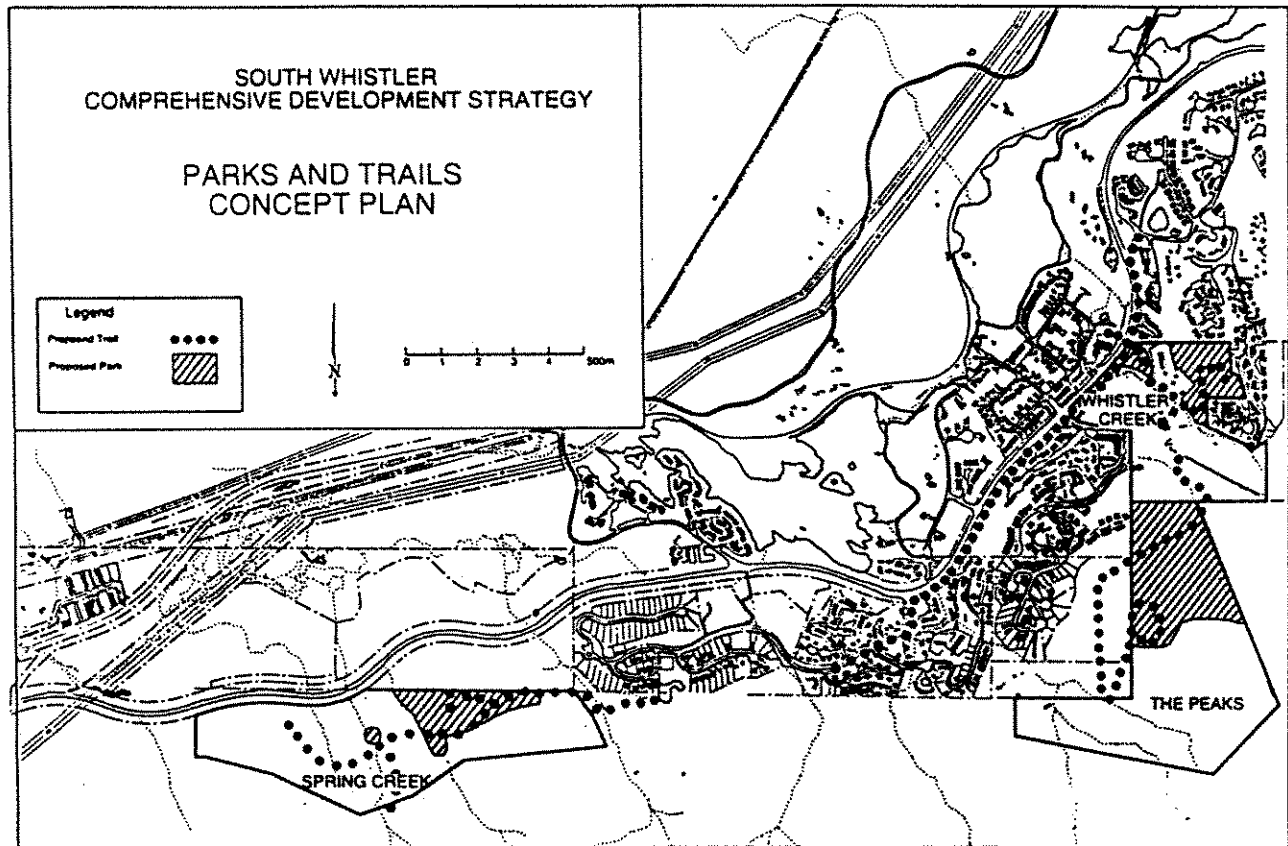 SOUTH WHISTLER
COMPREHENSIVE DEVELOPMENT STRATEGY
PARKS AND TRAILS
CONCEPT PLAN
Legend
Proposed Trail
Proposed Park
N
0 1 2 3 4 500m
WHISTLER
CREEK
THE PEAKS
SPRING CREEK